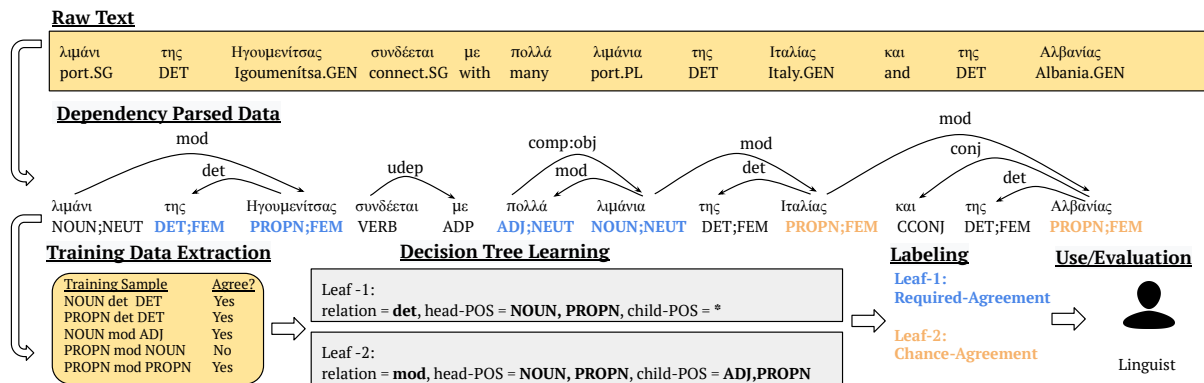 Raw Text
λιμάνι της Ηγουμενίτσας συνδέεται με πολλά λιμάνια της Ιταλίας και της Αλβανίας
port.SG DET Igoumenítsa.GEN connect.SG with many port.PL DET Italy.GEN and DET Albania.GEN
Dependency Parsed Data
mod det udep comp:obj mod mod det mod conj det
λιμάνι της Ηγουμενίτσας συνδέεται με πολλά λιμάνια της Ιταλίας και της Αλβανίας
NOUN;NEUT DET;FEM PROPN;FEM VERB ADP ADJ;NEUT NOUN;NEUT DET;FEM PROPN;FEM CCONJ DET;FEM PROPN;FEM
Training Data Extraction
Training Sample Agree?
NOUN det DET Yes
PROPN det DET Yes
NOUN mod ADJ Yes
PROPN mod NOUN No
PROPN mod PROPN Yes
Decision Tree Learning
Leaf -1:
relation = det, head-POS = NOUN, PROPN, child-POS = *
Leaf -2:
relation = mod, head-POS = NOUN, PROPN, child-POS = ADJ,PROPN
Labeling
Leaf-1:
Required-Agreement
Leaf-2:
Chance-Agreement
Use/Evaluation
Linguist